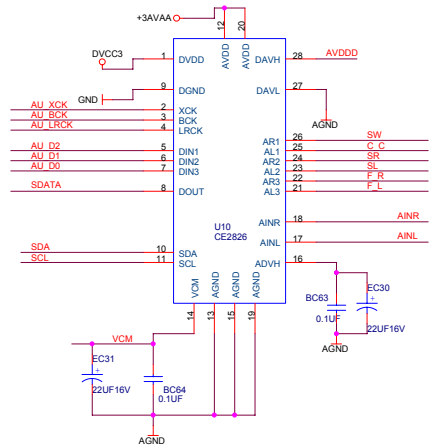 +3AVAA
12
20
AVDD
AVDD
DVCC3
1
DVDD
DAVH
28
AVDDD
GND
9
DGND
DAVL
27
AGND
AU_XCK
2
XCK
AU_BCK
3
BCK
AU_LRCK
4
LRCK
AR1
26
SW
AL1
25
C_C
AU_D2
5
DIN1
AR2
24
SR
AU_D1
6
DIN2
AL2
23
SL
AU_D0
7
DIN3
AR3
22
F_R
SDATA
8
DOUT
AL3
21
F_L
U10
CE2826
AINR
18
AINR
AINL
17
AINL
SDA
10
SDA
SCL
11
SCL
ADVH
16
VCM
AGND
AGND
AGND
14
13
15
19
BC63
0.1UF
EC30
22UF16V
+
AGND
VCM
EC31
22UF16V
+
BC64
0.1UF
AGND